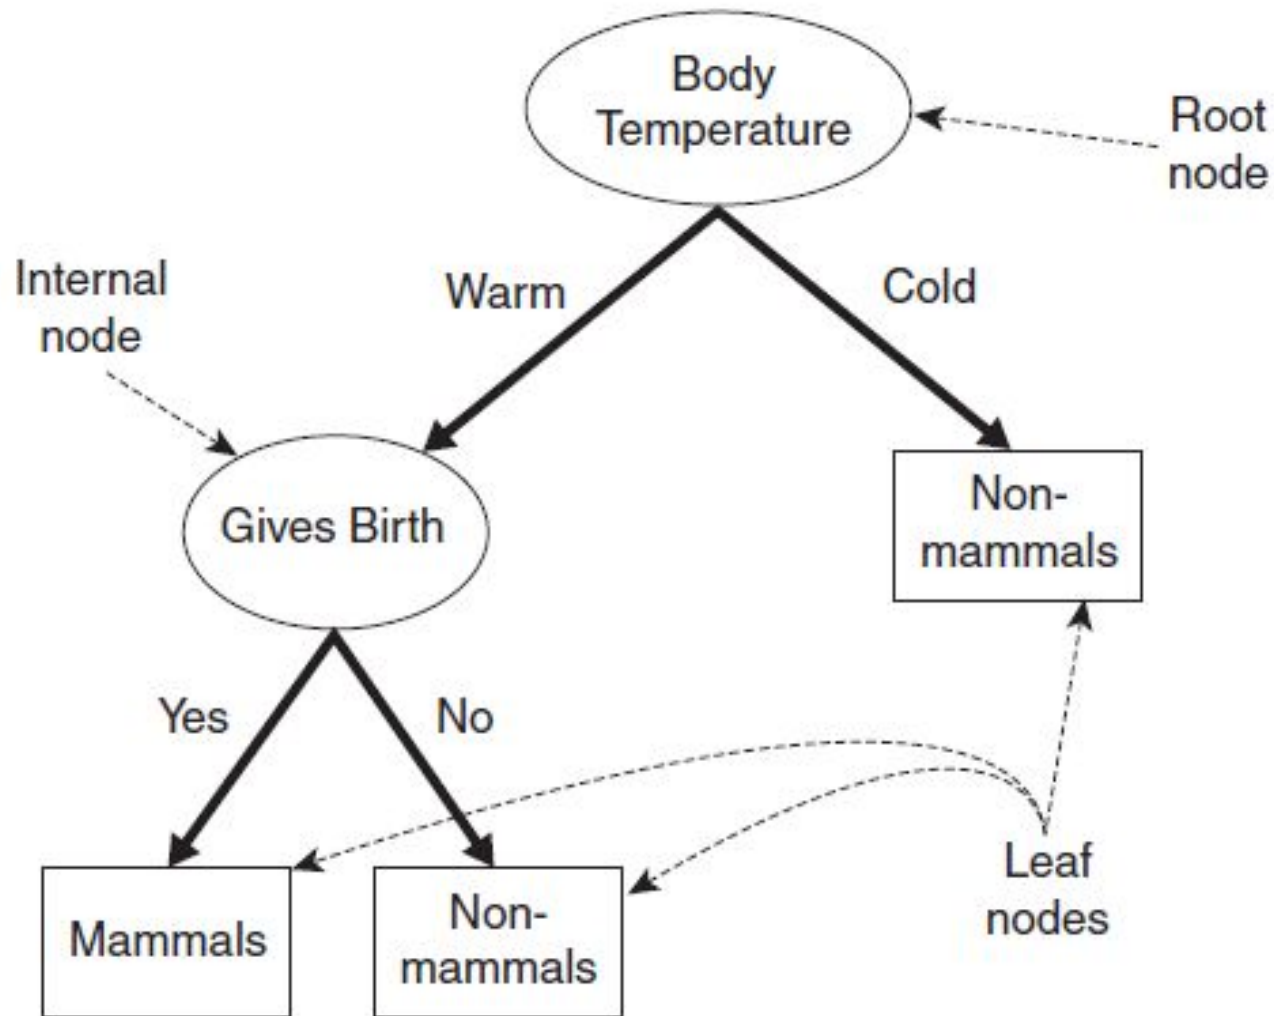 Body
Temperature
Root
node
Internal
node
Warm
Cold
Gives Birth
Non-
mammals
Yes
No
Mammals
Non-
mammals
Leaf
nodes